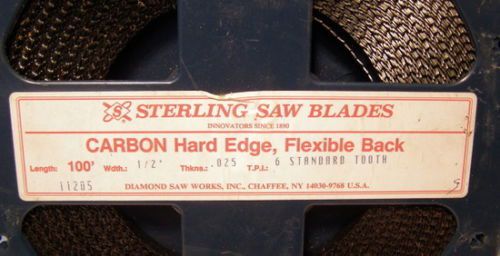 STERLING SAW BLADES
INNOVATORS SINCE 1890
CARBON Hard Edge, Flexible Back
Length: 100' Wdth.: 1/2' Thkns.: .025 T.P.I.: 6 STANDARD TOOTH
11285
DIAMOND SAW WORKS, INC., CHAFFEE, NY 14030-9768 U.S.A.